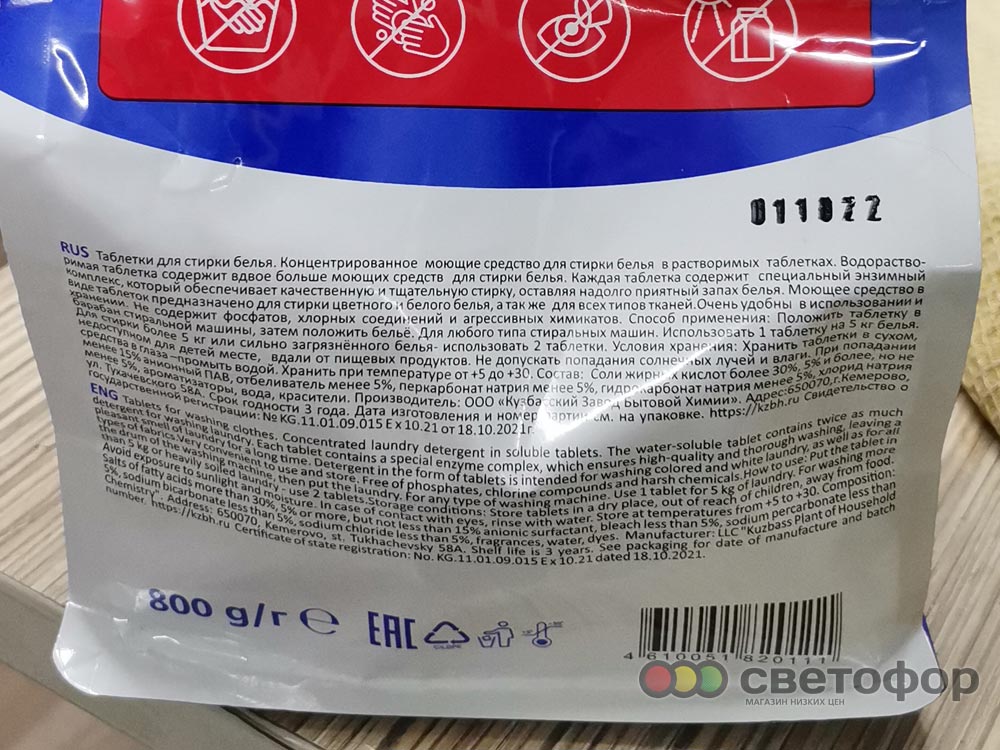 011022
RUS Таблетки для стирки белья. Концентрированное моющие средство для стирки белья в растворимых таблетках. Водораство-
римая таблетка содержит вдвое больше моющих средств для стирки белья. Каждая таблетка содержит специальный энзимный
комплекс, который обеспечивает качественную и тщательную стирку, оставляя надолго приятный запах белья. Моющее средство в
виде таблеток предназначено для стирки цветного и белого белья, а так же для всех типов тканей.Очень удобны в использовании и
хранении. Не содержит фосфатов, хлорных соединений и агрессивных химикатов. Способ применения: Положить таблетку в
барабан стиральной машины, затем положить бельё. Для любого типа стиральных машин. Использовать 1 таблетку на 5 кг белья.
Для стирки более 5 кг или сильно загрязнённого белья- использовать 2 таблетки. Условия хранения: Хранить таблетки в сухом,
недоступном для детей месте, вдали от пищевых продуктов. Не допускать попадания солнечных лучей и влаги. При попадании
средства в глаза –промыть водой. Хранить при температуре от +5 до +30. Состав: Соли жирных кислот более 30%, 5% и более, но не
менее 15% анионный ПАВ, отбеливатель менее 5%, перкарбонат натрия менее 5%, гидрокарбонат натрия менее 5%, хлорид натрия
менее 5%, ароматизаторы, вода, красители. Производитель: ООО «Кузбасский Завод Бытовой Химии». Адрес:650070,г.Кемерово,
ул. Тухачевского 58А. Срок годности 3 года. Дата изготовления и номер партии см. на упаковке. https://kzbh.ru Свидетельство о
государственной регистрации: № KG.11.01.09.015 E x 10.21 от 18.10.2021г.
ENG Tablets for washing clothes. Concentrated laundry detergent in soluble tablets. The water-soluble tablet contains twice as much
detergent for washing laundry. Each tablet contains a special enzyme complex, which ensures high-quality and thorough washing, leaving a
pleasant smell of laundry for a long time. Detergent in the form of tablets is intended for washing colored and white laundry, as well as for all
types of fabrics.Very convenient to use and store. Free of phosphates, chlorine compounds and harsh chemicals.How to use: Put the tablet in
the drum of the washing machine, then put the laundry. For any type of washing machine. Use 1 tablet for 5 kg of laundry. For washing more
than 5 kg or heavily soiled laundry - use 2 tablets.Storage conditions: Store tablets in a dry place, out of reach of children, away from food.
Avoid exposure to sunlight and moisture. In case of contact with eyes, rinse with water. Store at temperatures from +5 to +30. Composition:
Salts of fatty acids more than 30%, 5% or more, but not less than 15% anionic surfactant, bleach less than 5%, sodium percarbonate less than
5%, sodium bicarbonate less than 5%, sodium chloride less than 5%, fragrances, water, dyes. Manufacturer: LLC "Kuzbass Plant of Household
Chemistry". Address: 650070, Kemerovo, st. Tukhachevsky 58A. Shelf life is 3 years. See packaging for date of manufacture and batch
number. https://kzbh.ru Certificate of state registration: No. KG.11.01.09.015 E x 10.21 dated 18.10.2021.
800 g/г ℮ EAC
4 610051 820111
светофор
МАГАЗИН НИЗКИХ ЦЕН